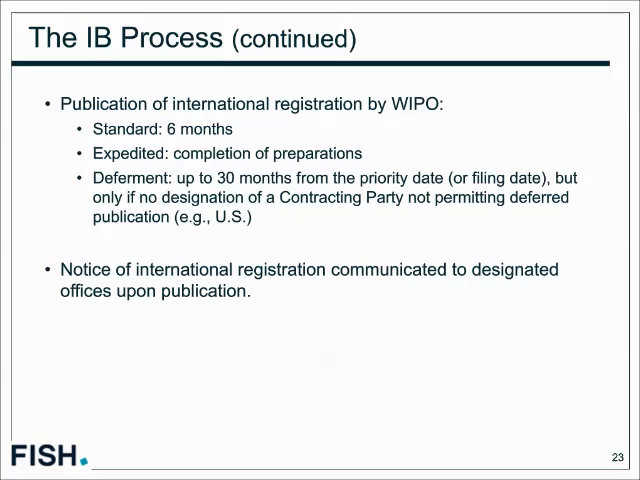 The IB Process (continued)
• Publication of international registration by WIPO:
• Standard: 6 months
• Expedited: completion of preparations
• Deferment: up to 30 months from the priority date (or filing date), but
only if no designation of a Contracting Party not permitting deferred
publication (e.g., U.S.)
• Notice of international registration communicated to designated
offices upon publication.
FISH.
23